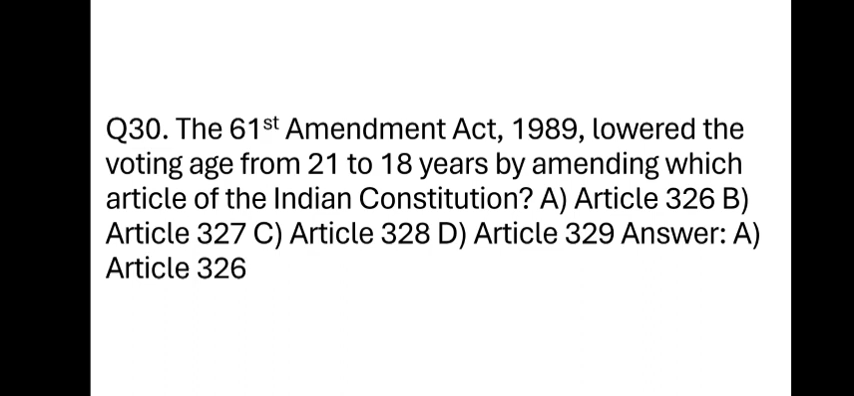 Q30. The 61st Amendment Act, 1989, lowered the
voting age from 21 to 18 years by amending which
article of the Indian Constitution? A) Article 326 B)
Article 327 C) Article 328 D) Article 329 Answer: A)
Article 326